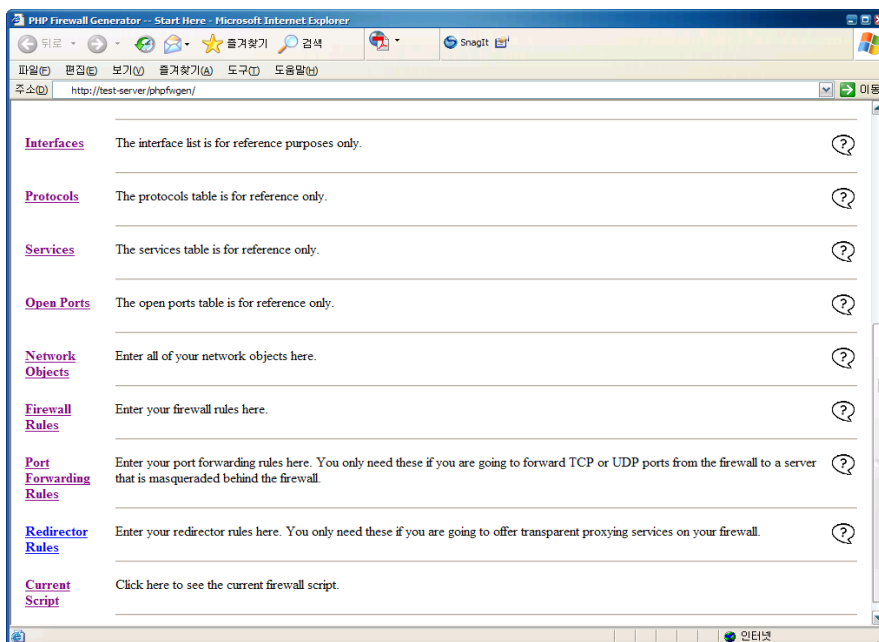 PHP Firewall Generator -- Start Here - Microsoft Internet Explorer
뒤로 즐겨찾기 검색 SnagIt
파일(F) 편집(E) 보기(V) 즐겨찾기(A) 도구(T) 도움말(H)
주소(D) http://test-server/phpfwgen/ 이동
Interfaces The interface list is for reference purposes only. ?
Protocols The protocols table is for reference only. ?
Services The services table is for reference only. ?
Open Ports The open ports table is for reference only. ?
Network Enter all of your network objects here. ?
Objects
Firewall Enter your firewall rules here. ?
Rules
Port Enter your port forwarding rules here. You only need these if you are going to forward TCP or UDP ports from the firewall to a server ?
Forwarding that is masqueraded behind the firewall.
Rules
Redirector Enter your redirector rules here. You only need these if you are going to offer transparent proxying services on your firewall. ?
Rules
Current Click here to see the current firewall script.
Script
인터넷